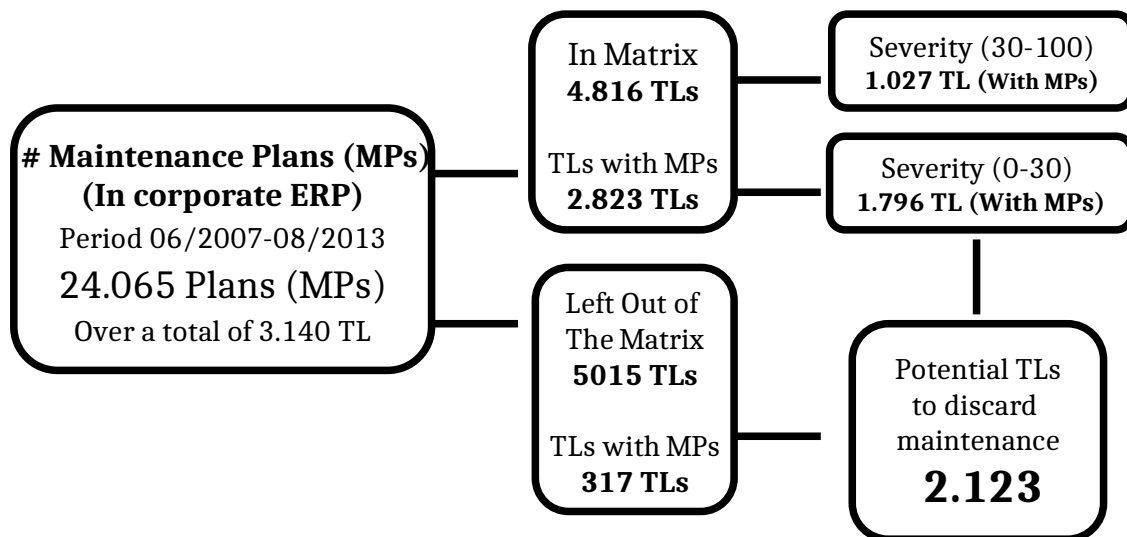 # Maintenance Plans (MPs)
(In corporate ERP)
Period 06/2007-08/2013
24.065 Plans (MPs)
Over a total of 3.140 TL
In Matrix
4.816 TLs
TLs with MPs
2.823 TLs
Left Out of
The Matrix
5015 TLs
TLs with MPs
317 TLs
Severity (30-100)
1.027 TL (With MPs)
Severity (0-30)
1.796 TL (With MPs)
Potential TLs
to discard
maintenance
2.123